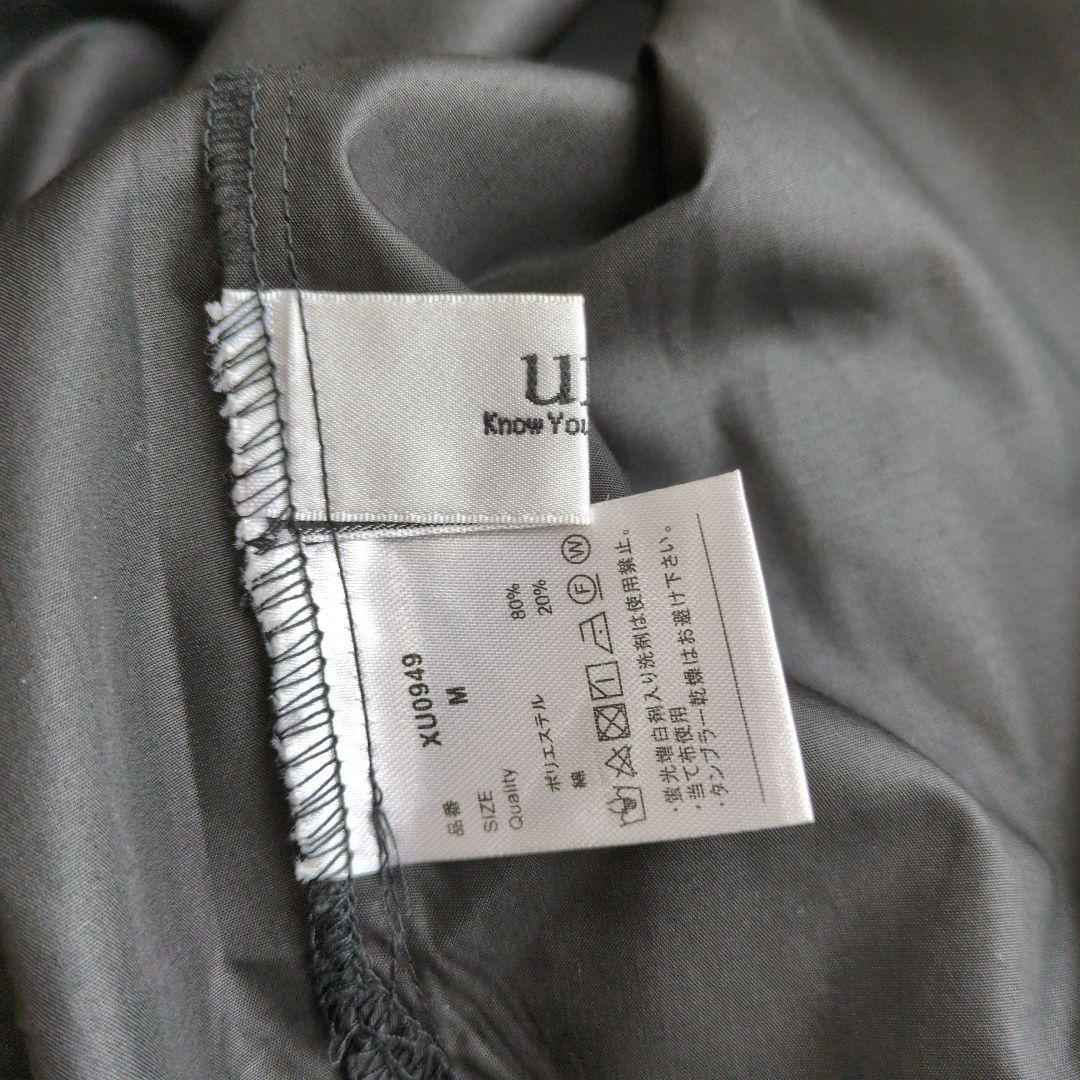 u
Know You
品番 XU0949
SIZE M
Quality
ポリエステル 80%
綿 20%
F W
・蛍光増白剤入り洗剤は使用禁止。
・当て布使用
・タンブラー乾燥はお避け下さい。